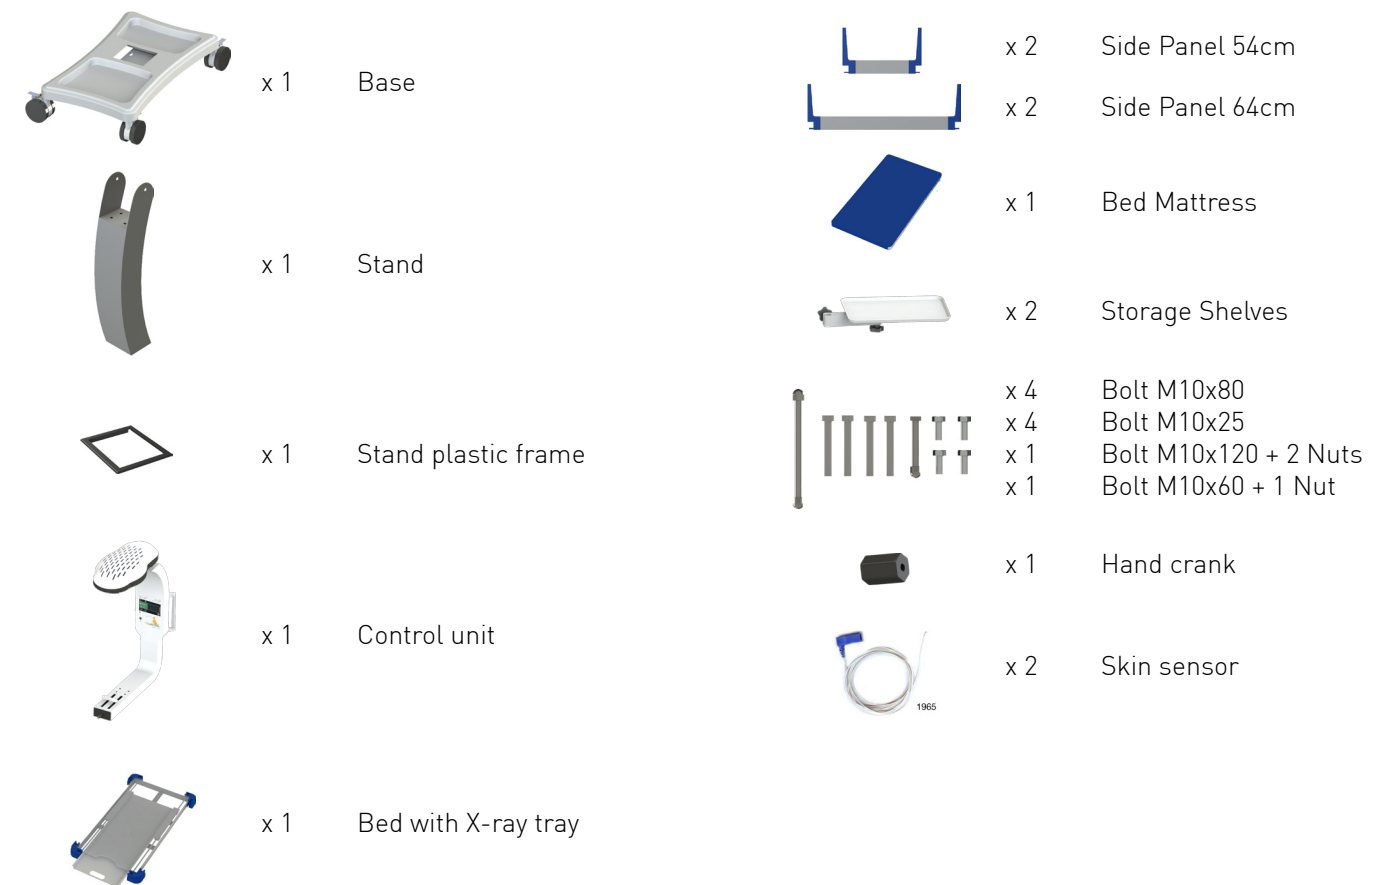 x 1 Base
x 1 Stand
x 1 Stand plastic frame
x 1 Control unit
x 1 Bed with X-ray tray
x 2 Side Panel 54cm
x 2 Side Panel 64cm
x 1 Bed Mattress
x 2 Storage Shelves
x 4 Bolt M10x80
x 4 Bolt M10x25
x 1 Bolt M10x120 + 2 Nuts
x 1 Bolt M10x60 + 1 Nut
x 1 Hand crank
x 2 Skin sensor
1965